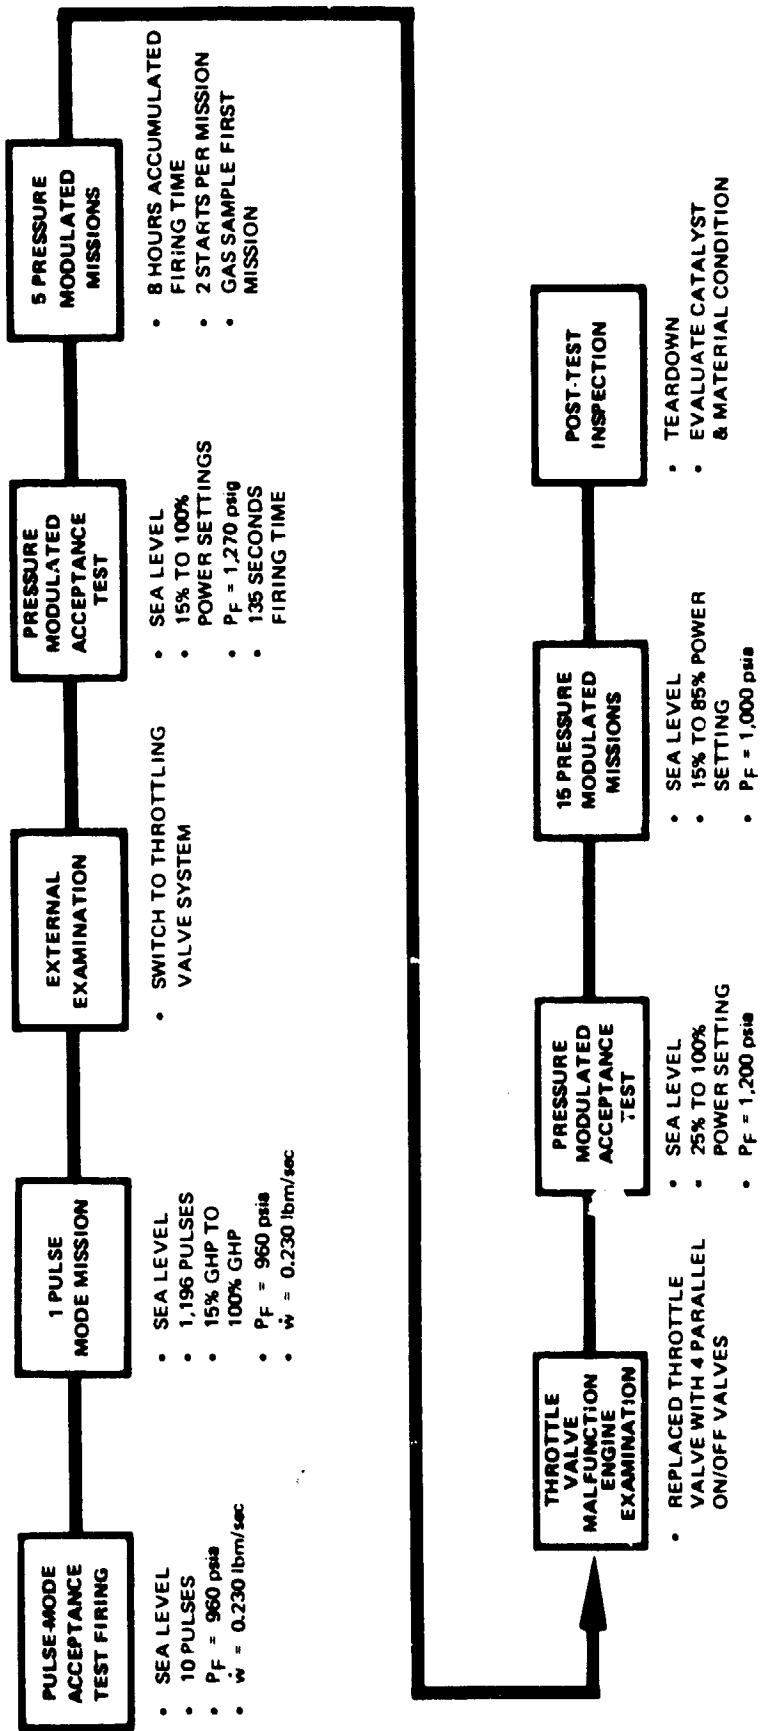 PULSE-MODE
ACCEPTANCE
TEST FIRING
• SEA LEVEL
• 10 PULSES
• PF = 960 psia
• ẇ = 0.230 lbm/sec
1 PULSE
MODE MISSION
• SEA LEVEL
• 1,196 PULSES
• 15% GHP TO
100% GHP
• PF = 960 psia
• ẇ = 0.230 lbm/sec
EXTERNAL
EXAMINATION
• SWITCH TO THROTTLING
VALVE SYSTEM
PRESSURE
MODULATED
ACCEPTANCE
TEST
• SEA LEVEL
• 15% TO 100%
POWER SETTINGS
• PF = 1,270 psig
• 135 SECONDS
FIRING TIME
5 PRESSURE
MODULATED
MISSIONS
• 8 HOURS ACCUMULATED
FIRING TIME
• 2 STARTS PER MISSION
• GAS SAMPLE FIRST
MISSION
THROTTLE
VALVE
MALFUNCTION
ENGINE
EXAMINATION
• REPLACED THROTTLE
VALVE WITH 4 PARALLEL
ON/OFF VALVES
PRESSURE
MODULATED
ACCEPTANCE
TEST
• SEA LEVEL
• 25% TO 100%
POWER SETTING
• PF = 1,200 psia
15 PRESSURE
MODULATED
MISSIONS
• SEA LEVEL
• 15% TO 85% POWER
SETTING
• PF = 1,000 psia
POST-TEST
INSPECTION
• TEARDOWN
• EVALUATE CATALYST
& MATERIAL CONDITION